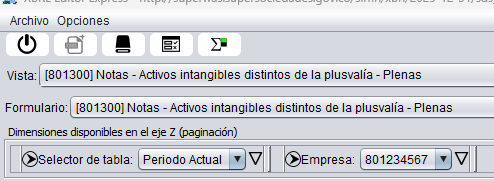 Archivo Opciones
Vista: [801300] Notas - Activos intangibles distintos de la plusvalía - Plenas
Formulario: [801300] Notas - Activos intangibles distintos de la plusvalía - Plenas
Dimensiones disponibles en el eje Z (paginación)
Selector de tabla: Periodo Actual Empresa: 801234567